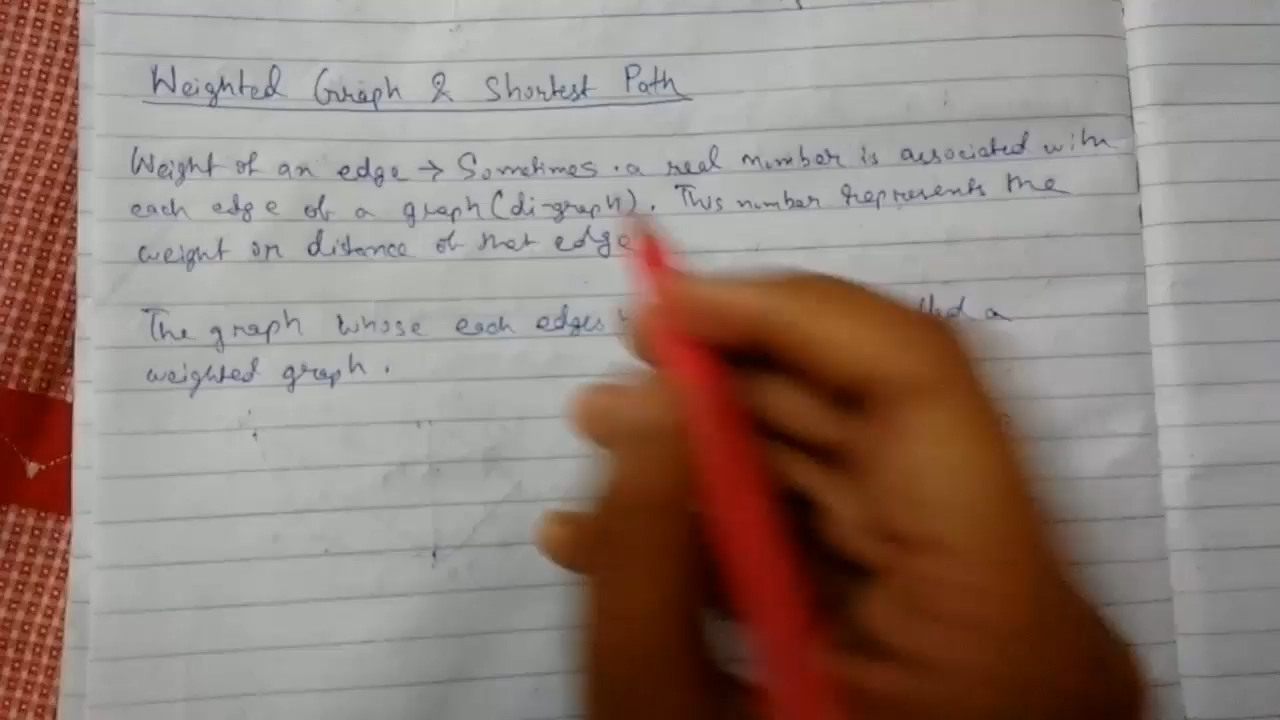 Weighted Graph & Shortest Path
Weight of an edge → Sometimes a real number is associated with
each edge of a graph (di-graph). This number represents the
weight or distance of that edge
The graph whose each edges a
weighted graph.